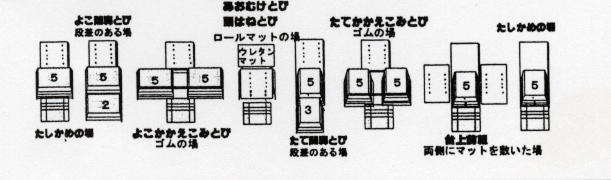 よこ開脚とび
段差のある場
あおむけとび
頭はねとび
ロールマットの場
たてかかえこみとび
ゴムの場
たしかめの場
ウレタン
マット
5
5
5
5
5
5
5
5
5
2
3
たしかめの場
よこかかえこみとび
ゴムの場
たて開脚とび
段差のある場
台上前転
両側にマットを敷いた場